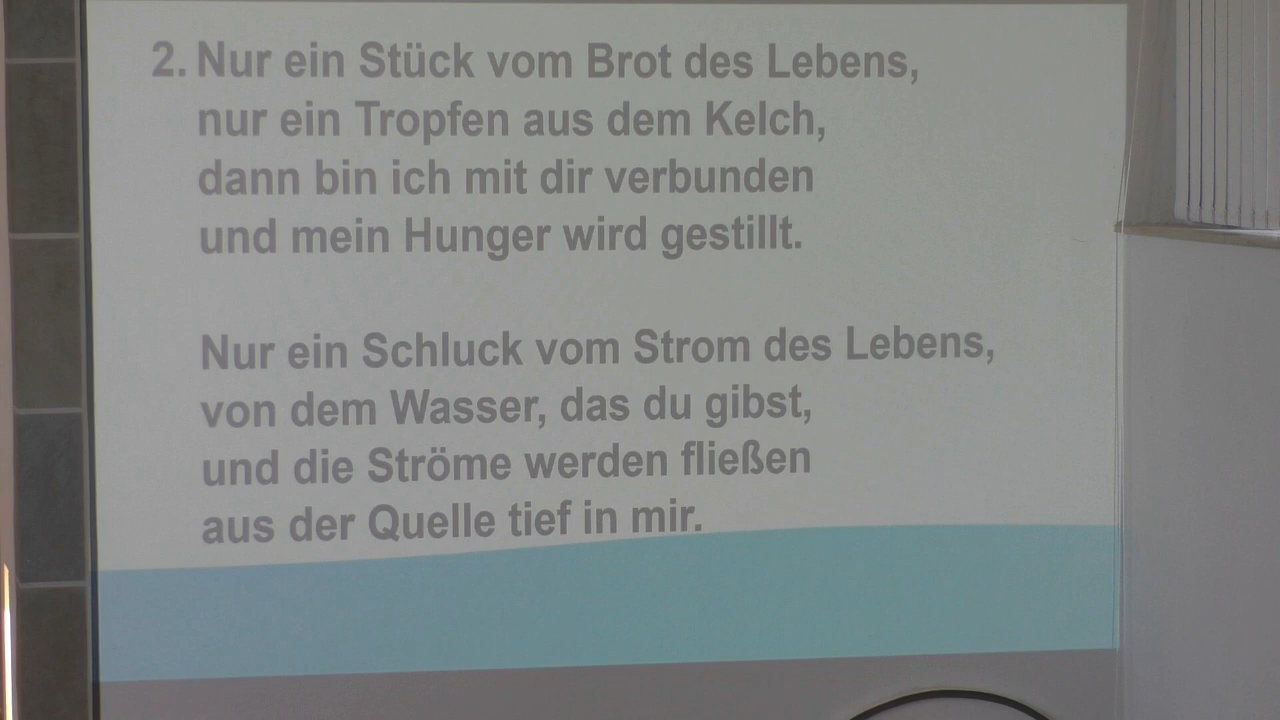 2. Nur ein Stück vom Brot des Lebens,
nur ein Tropfen aus dem Kelch,
dann bin ich mit dir verbunden
und mein Hunger wird gestillt.
Nur ein Schluck vom Strom des Lebens,
von dem Wasser, das du gibst,
und die Ströme werden fließen
aus der Quelle tief in mir.